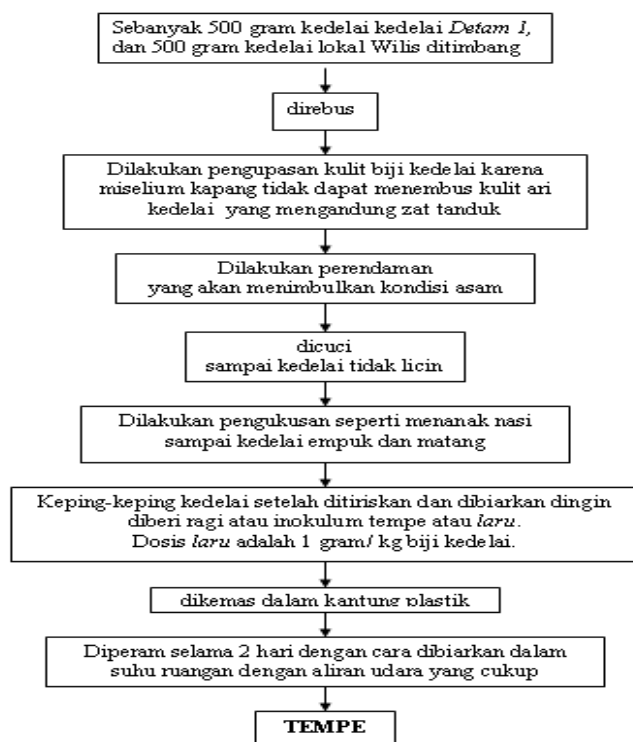 Sebanyak 500 gram kedelai kedelai Detam 1,
dan 500 gram kedelai lokal Wilis ditimbang
direbus
Dilakukan pengupasan kulit biji kedelai karena
miselium kapang tidak dapat menembus kulit ari
kedelai yang mengandung zat tanduk
Dilakukan perendaman
yang akan menimbulkan kondisi asam
dicuci
sampai kedelai tidak licin
Dilakukan pengukusan seperti menanak nasi
sampai kedelai empuk dan matang
Keping-keping kedelai setelah ditiriskan dan dibiarkan dingin
diberi ragi atau inokulum tempe atau laru.
Dosis laru adalah 1 gram/ kg biji kedelai.
dikemas dalam kantung plastik
Diperam selama 2 hari dengan cara dibiarkan dalam
suhu ruangan dengan aliran udara yang cukup
TEMPE